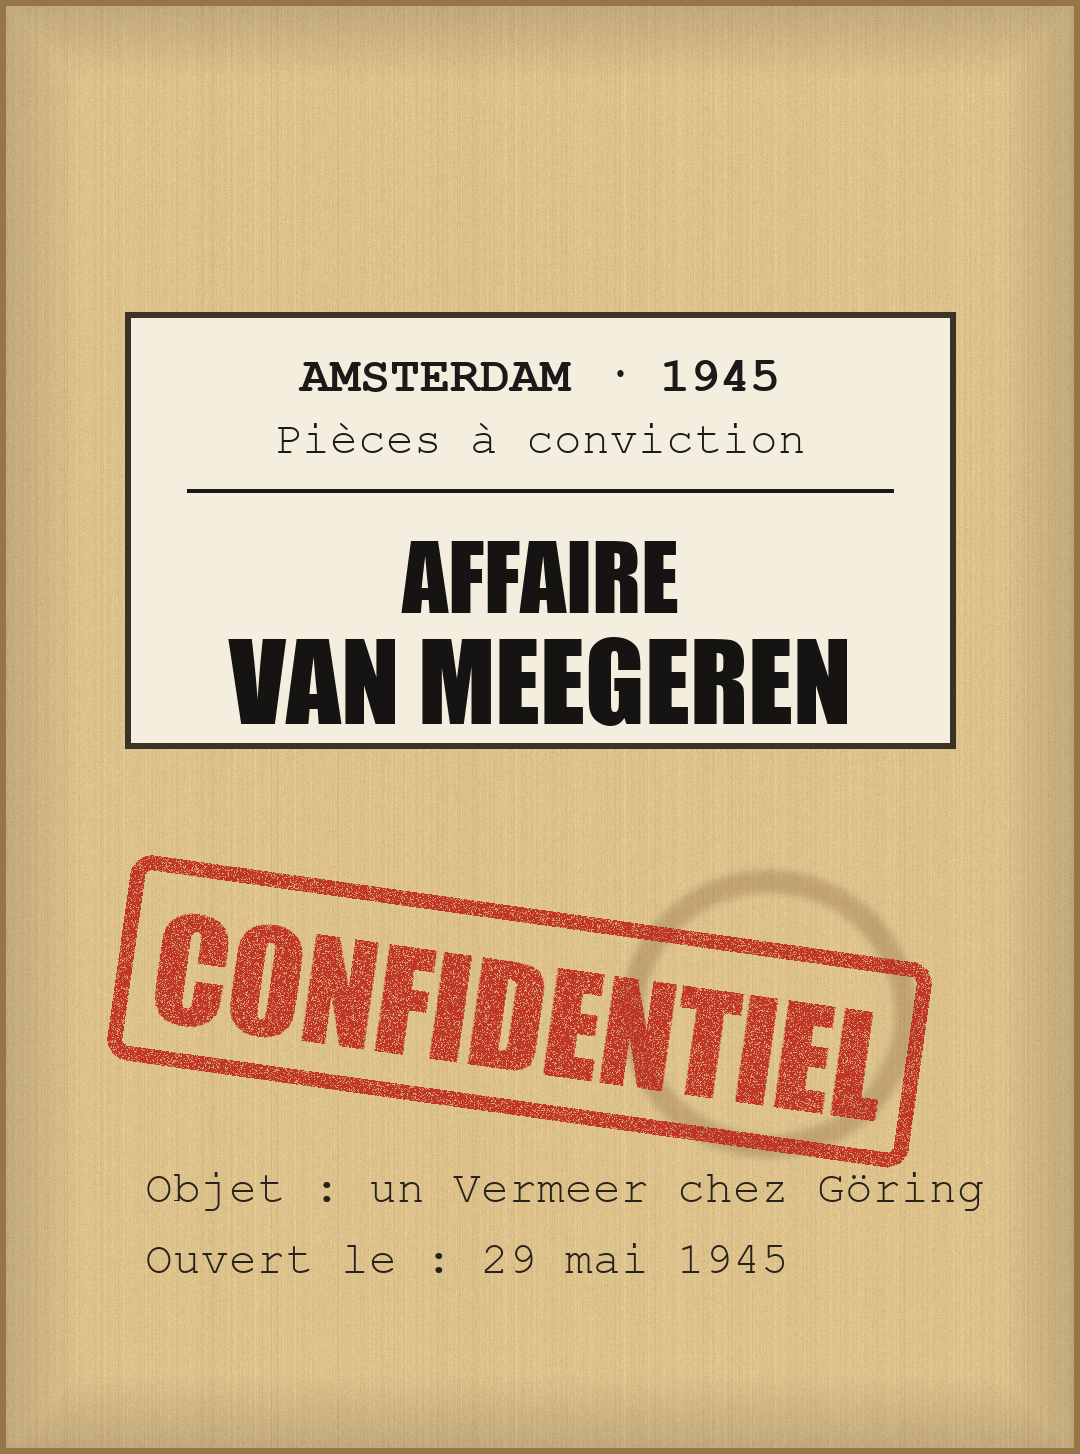 AMSTERDAM · 1945
Pièces à conviction
AFFAIRE
VAN MEEGEREN
CONFIDENTIEL
Objet : un Vermeer chez Göring
Ouvert le : 29 mai 1945